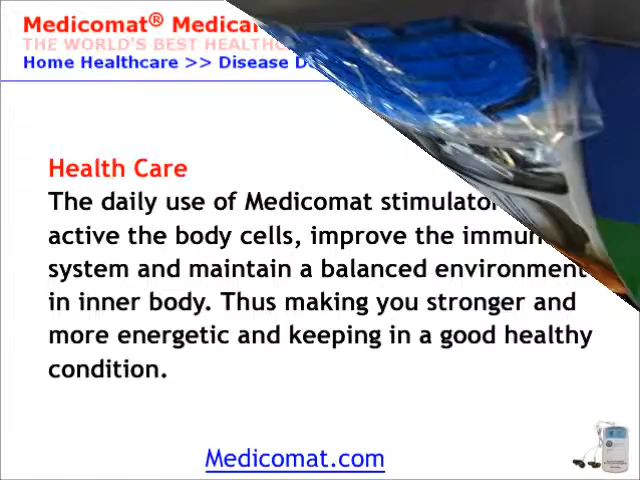 Medicomat® Medica
THE WORLD'S BEST HEALTHC
Home Healthcare >> Disease D
Health Care
The daily use of Medicomat stimulator
active the body cells, improve the immun
system and maintain a balanced environment
in inner body. Thus making you stronger and
more energetic and keeping in a good healthy
condition.
Medicomat.com